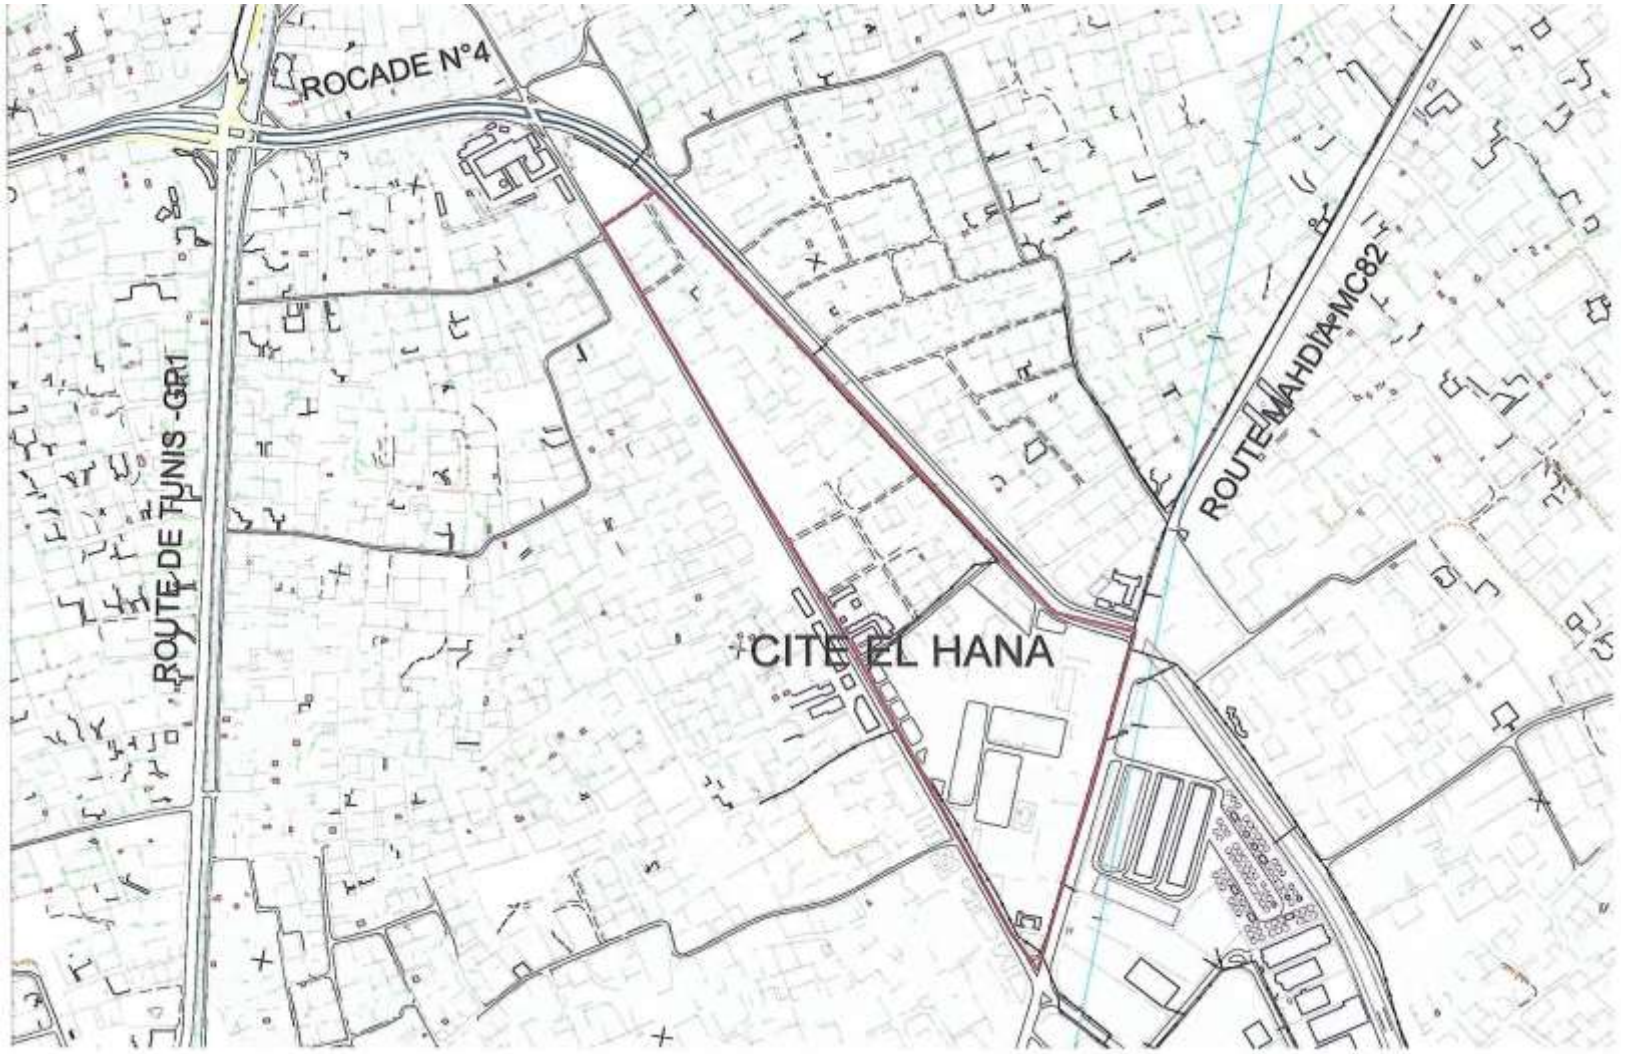 ROCADE N°4
ROUTE DE TUNIS -GP1
ROUTE MAHDIA-MC82
CITE EL HANA